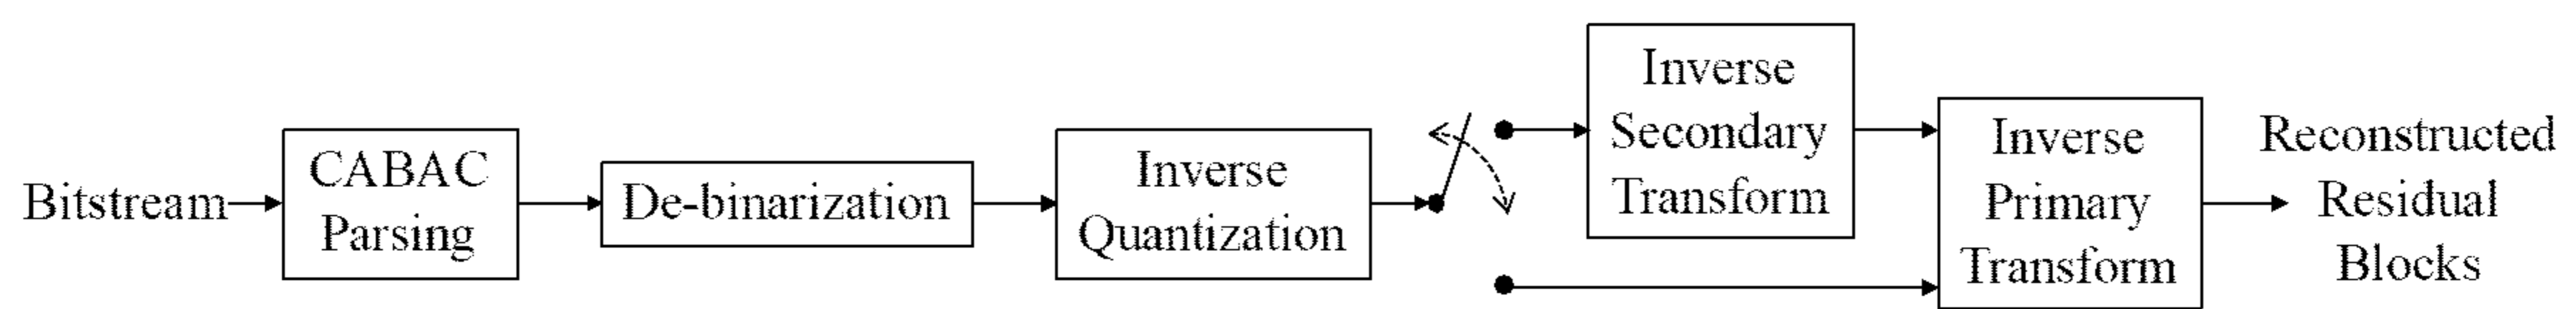 Bitstream
CABAC
Parsing
De-binarization
Inverse
Quantization
Inverse
Secondary
Transform
Inverse
Primary
Transform
Reconstructed
Residual
Blocks